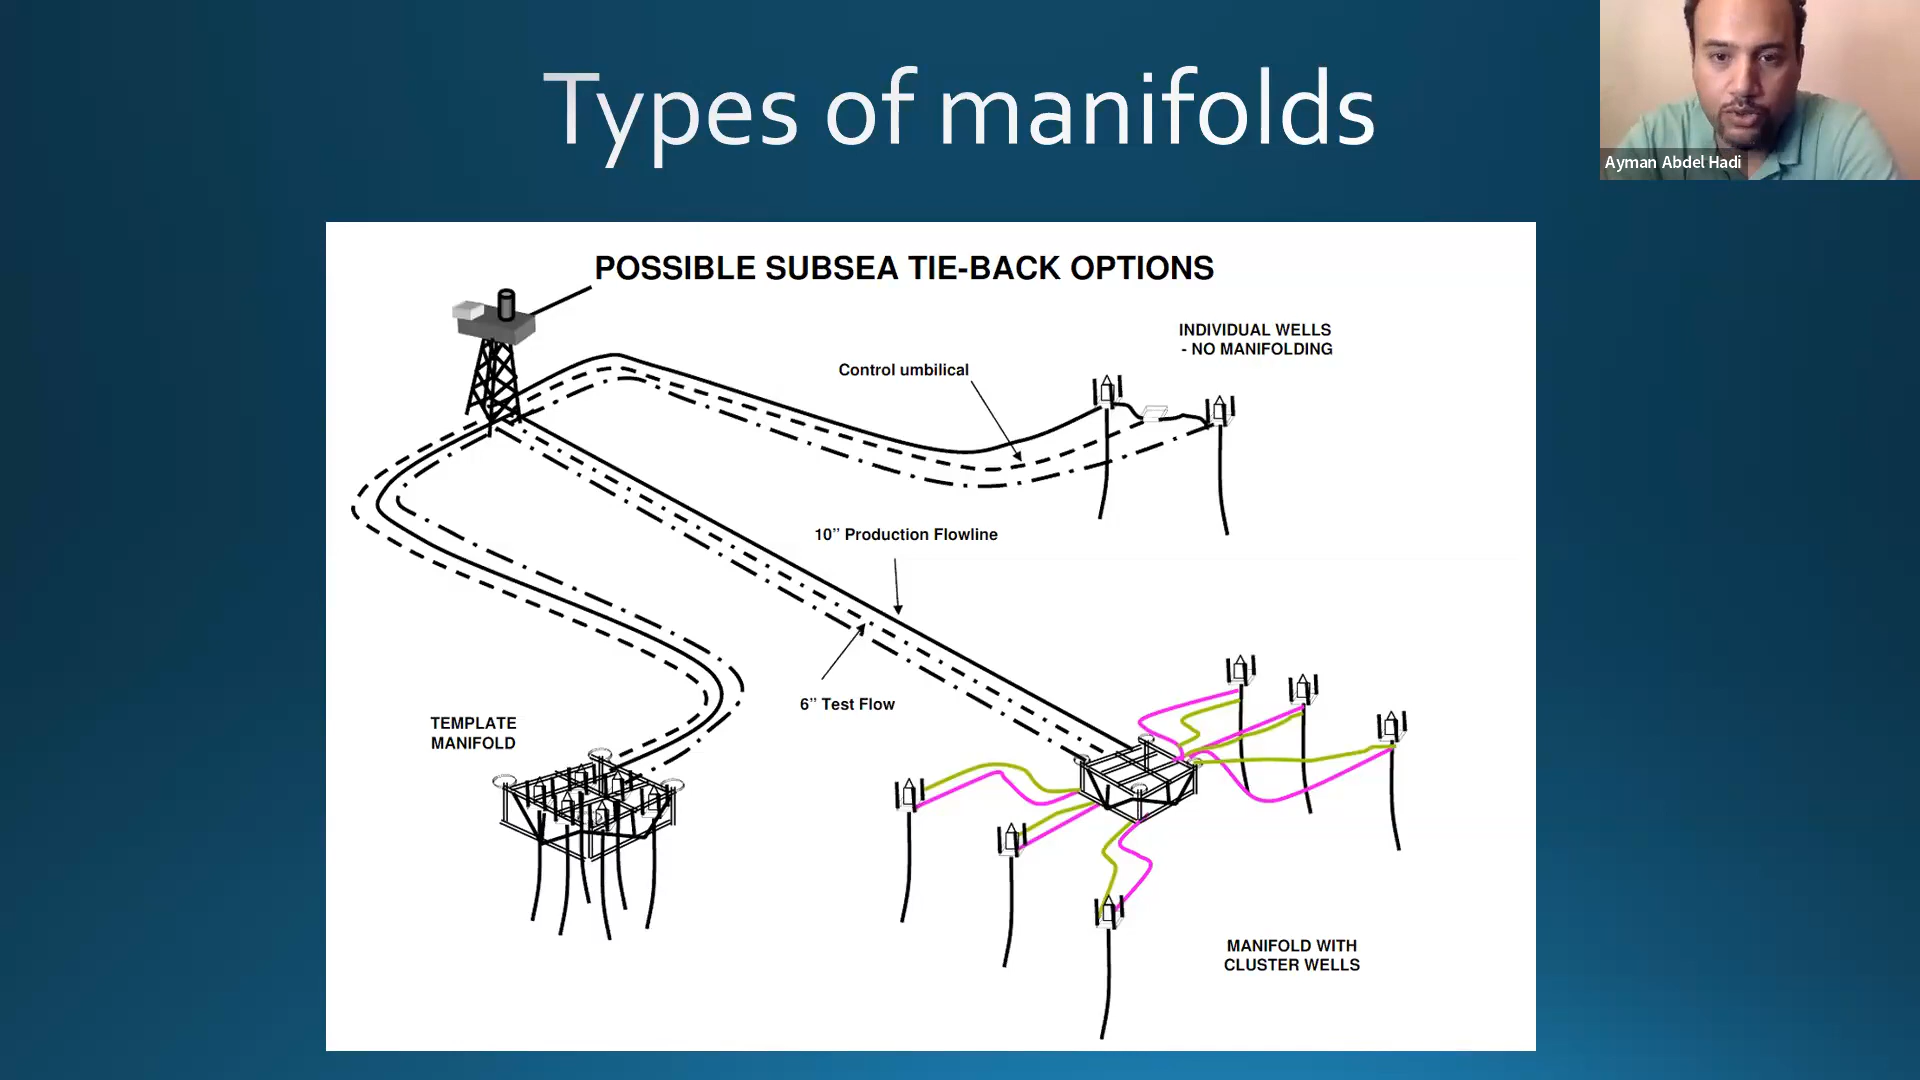 Types of manifolds
Ayman Abdel Hadi
POSSIBLE SUBSEA TIE-BACK OPTIONS
INDIVIDUAL WELLS
- NO MANIFOLDING
Control umbilical
10” Production Flowline
6” Test Flow
TEMPLATE
MANIFOLD
MANIFOLD WITH
CLUSTER WELLS